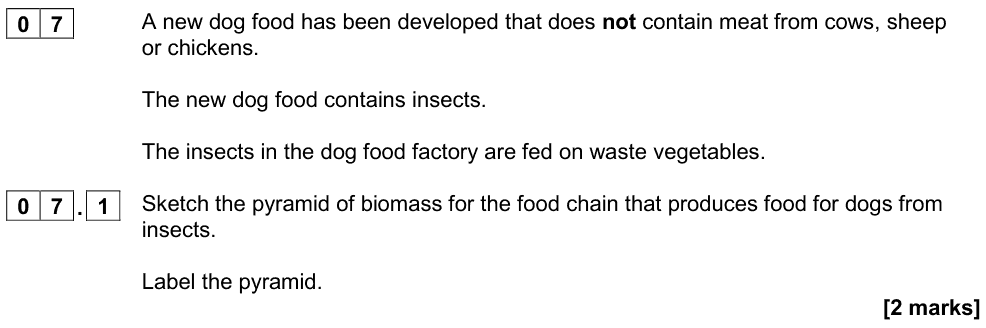 0 7 A new dog food has been developed that does not contain meat from cows, sheep
or chickens.
The new dog food contains insects.
The insects in the dog food factory are fed on waste vegetables.
0 7 . 1 Sketch the pyramid of biomass for the food chain that produces food for dogs from
insects.
Label the pyramid.
[2 marks]